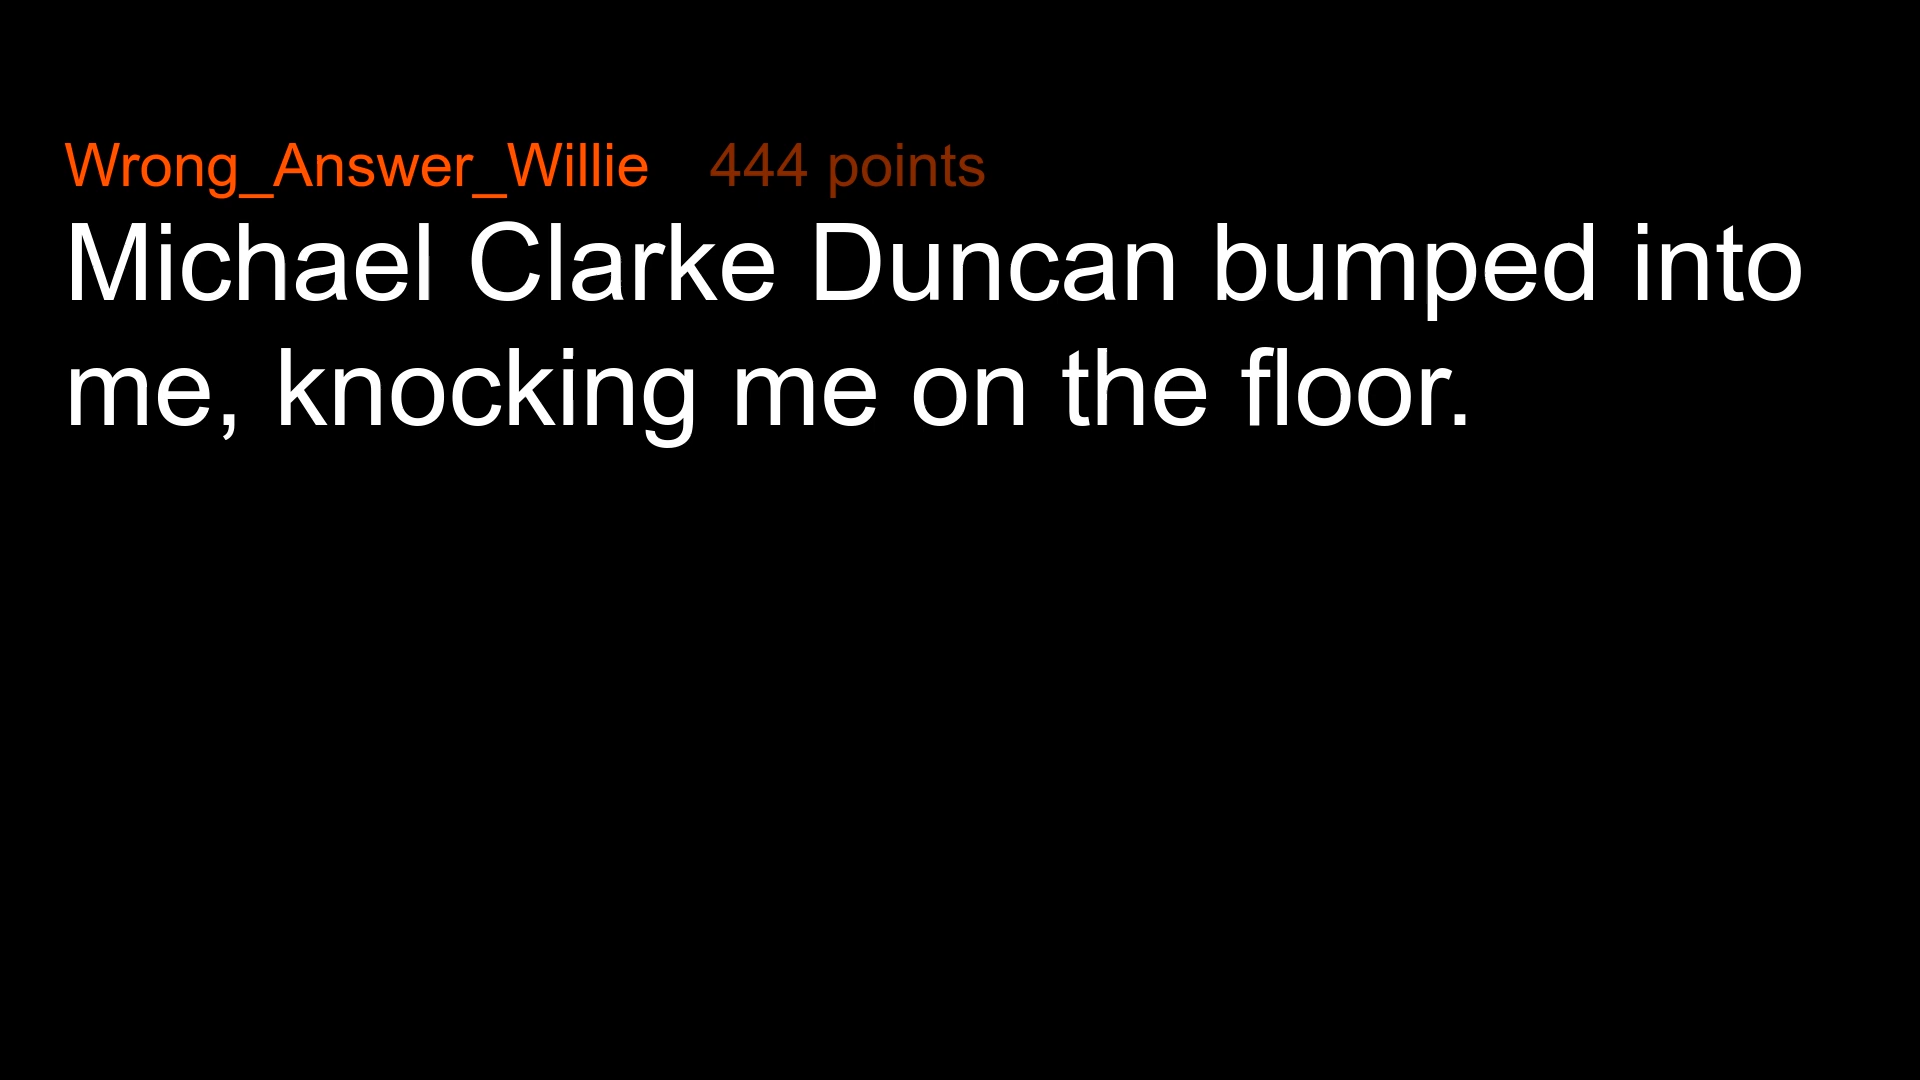 Wrong_Answer_Willie 444 points
Michael Clarke Duncan bumped into
me, knocking me on the floor.